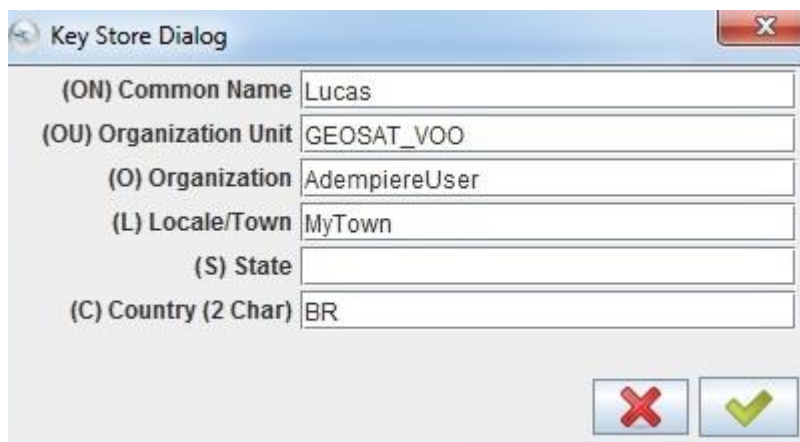 Key Store Dialog
(ON) Common Name Lucas
(OU) Organization Unit GEOSAT_VOO
(O) Organization AdempiereUser
(L) Locale/Town MyTown
(S) State
(C) Country (2 Char) BR